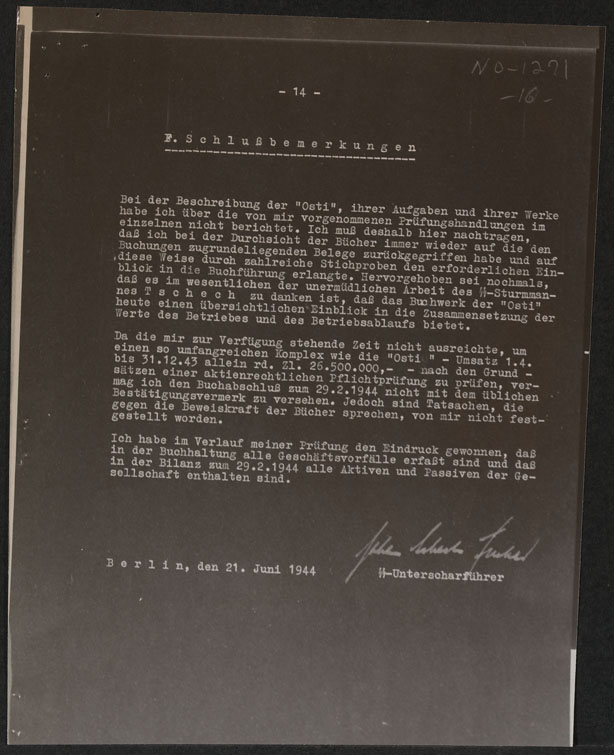 NO-1271
-16-
- 14 -
F. Schlußbemerkungen
Bei der Beschreibung der "Osti", ihrer Aufgaben und ihrer Werke
habe ich über die von mir vorgenommenen Prüfungshandlungen im
einzelnen nicht berichtet. Ich muß deshalb hier nachtragen,
daß ich bei der Durchsicht der Bücher immer wieder auf die den
Buchungen zugrundeliegenden Belege zurückgegriffen habe und auf
diese Weise durch zahlreiche Stichproben den erforderlichen Ein-
blick in die Buchführung erlangte. Hervorgehoben sei nochmals,
daß es im wesentlichen der unermüdlichen Arbeit des SS-Sturmman-
nes Tschech zu danken ist, daß das Buchwerk der "Osti"
heute einen übersichtlichen Einblick in die Zusammensetzung der
Werte des Betriebes und des Betriebsablaufs bietet.
Da die mir zur Verfügung stehende Zeit nicht ausreichte, um
einen so umfangreichen Komplex wie die "Osti " - Umsatz 1.4.
bis 31.12.43 allein rd. Zl. 26.500.000,- - nach den Grund -
sätzen einer aktienrechtlichen Pflichtprüfung zu prüfen, ver-
mag ich den Buchabschluß zum 29.2.1944 nicht mit dem üblichen
Bestätigungsvermerk zu versehen. Jedoch sind Tatsachen, die
gegen die Beweiskraft der Bücher sprechen, von mir nicht fest-
gestellt worden.
Ich habe im Verlauf meiner Prüfung den Eindruck gewonnen, daß
in der Buchhaltung alle Geschäftsvorfälle erfaßt sind und daß
in der Bilanz zum 29.2.1944 alle Aktiven und Passiven der Ge-
sellschaft enthalten sind.
Berlin, den 21. Juni 1944
SS-Unterscharführer